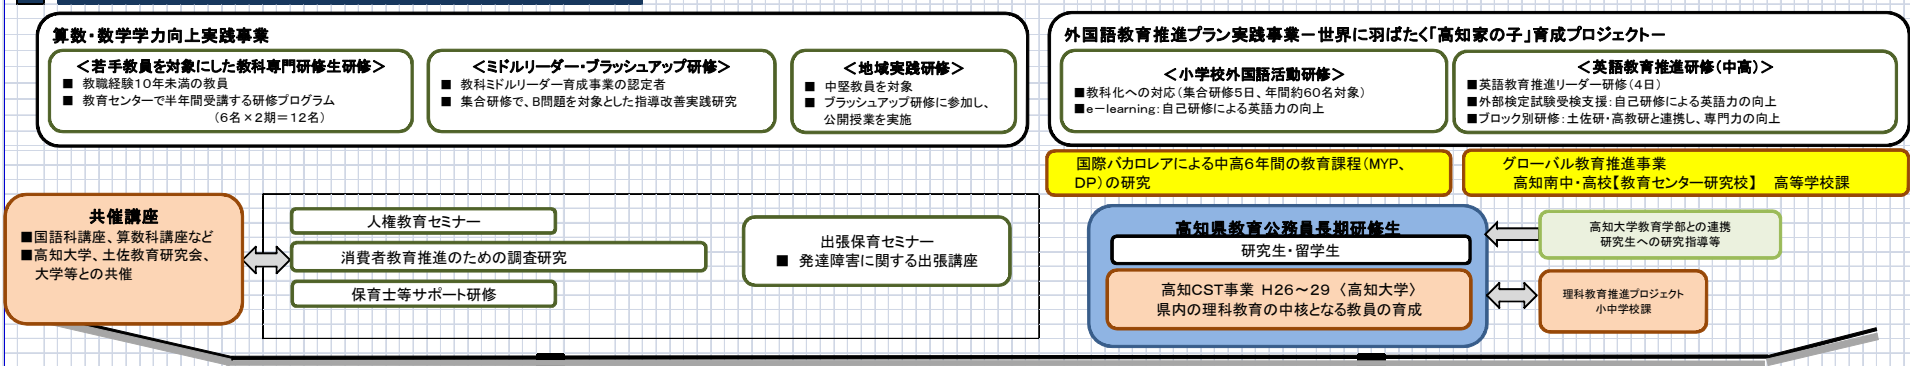 算数・数学学力向上実践事業
＜若手教員を対象にした教科専門研修生研修＞
■ 教職経験１０年未満の教員
■ 教育センターで半年間受講する研修プログラム
（６名×２期＝１２名）
＜ミドルリーダー・ブラッシュアップ研修＞
■ 教科ミドルリーダー育成事業の認定者
■ 集合研修で、Ｂ問題を対象とした指導改善実践研究
＜地域実践研修＞
■ 中堅教員を対象
■ ブラッシュアップ研修に参加し、
公開授業を実施
外国語教育推進プラン実践事業－世界に羽ばたく「高知家の子」育成プロジェクト－
＜小学校外国語活動研修＞
■教科化への対応（集合研修５日、年間約６０名対象）
■ｅ－learning：自己研修による英語力の向上
＜英語教育推進研修（中高）＞
■英語教育推進リーダー研修（４日）
■外部検定試験受検支援：自己研修による英語力の向上
■ブロック別研修：土佐研・高教研と連携し、専門力の向上
国際バカロレアによる中高６年間の教育課程（ＭＹＰ、
ＤＰ）の研究
グローバル教育推進事業
高知南中・高校【教育センター研究校】　高等学校課
共催講座
■国語科講座、算数科講座など
■高知大学、土佐教育研究会、
大学等との共催
人権教育セミナー
消費者教育推進のための調査研究
保育士等サポート研修
出張保育セミナー
■ 発達障害に関する出張講座
高知県教育公務員長期研修生
研究生・留学生
高知ＣＳＴ事業 Ｈ２６～２９ 〈高知大学〉
県内の理科教育の中核となる教員の育成
高知大学教育学部との連携
研究生への研究指導等
理科教育推進プロジェクト
小中学校課